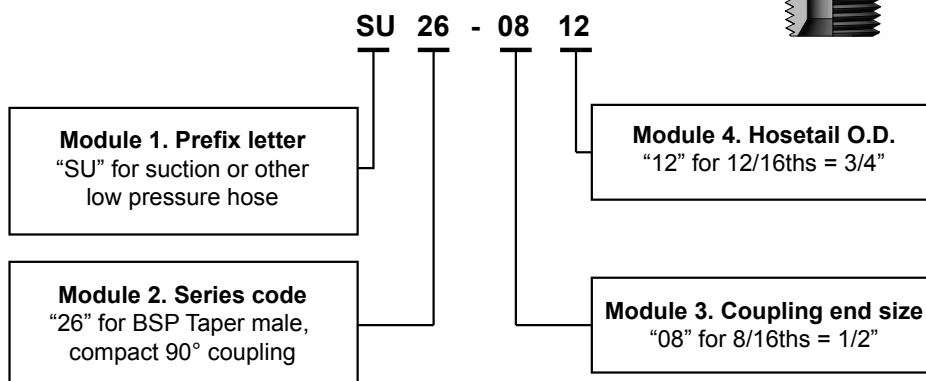 SU 26 - 08 12
Module 1. Prefix letter
“SU” for suction or other
low pressure hose
Module 4. Hosetail O.D.
“12” for 12/16ths = 3/4”
Module 2. Series code
“26” for BSP Taper male,
compact 90° coupling
Module 3. Coupling end size
“08” for 8/16ths = 1/2”